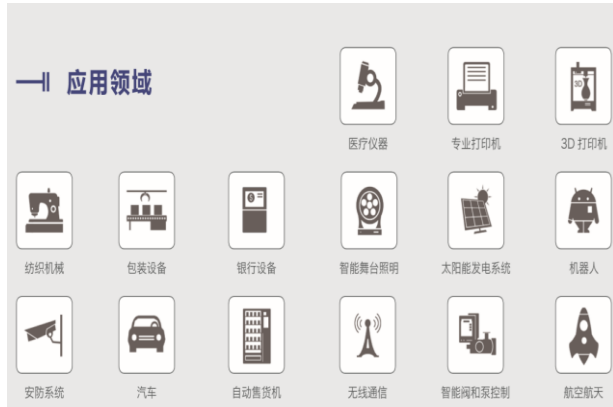 应用领域
医疗仪器 专业打印机 3D 打印机
纺织机械 包装设备 银行设备 智能舞台照明 太阳能发电系统 机器人
安防系统 汽车 自动售货机 无线通信 智能阀和泵控制 航空航天